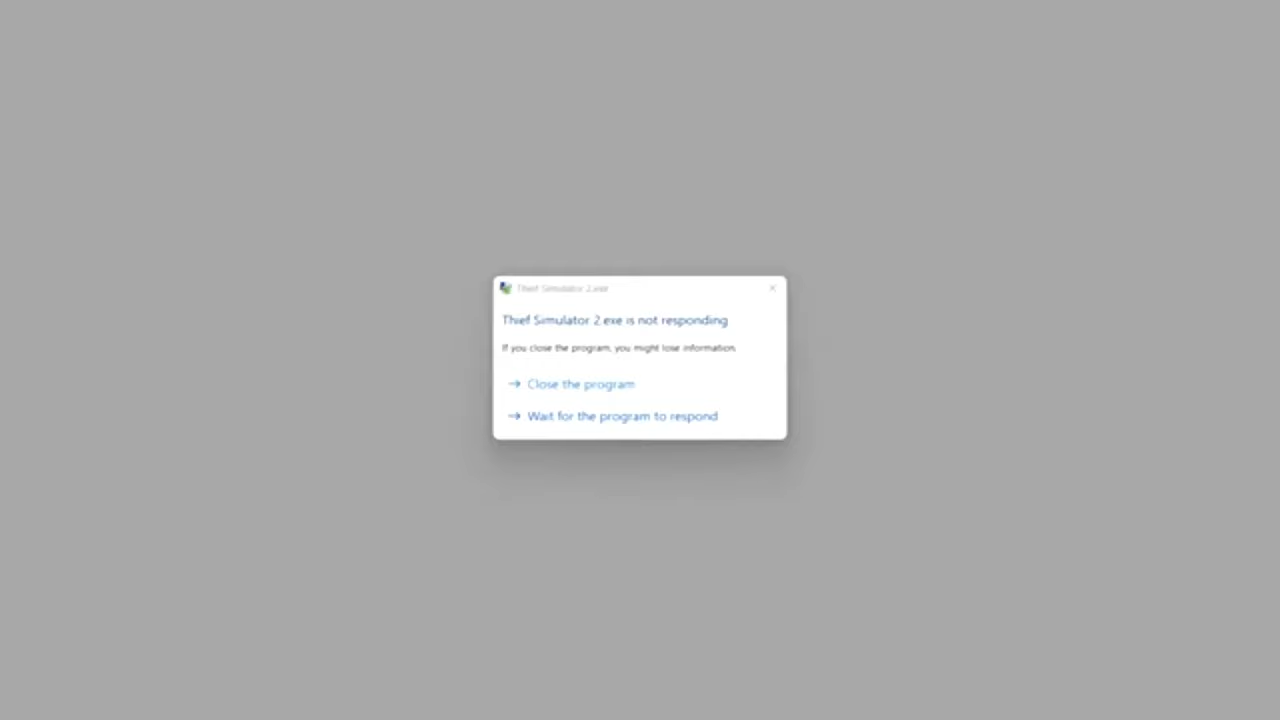 Thief Simulator 2.exe
Thief Simulator 2.exe is not responding
If you close the program, you might lose information.
→ Close the program
→ Wait for the program to respond